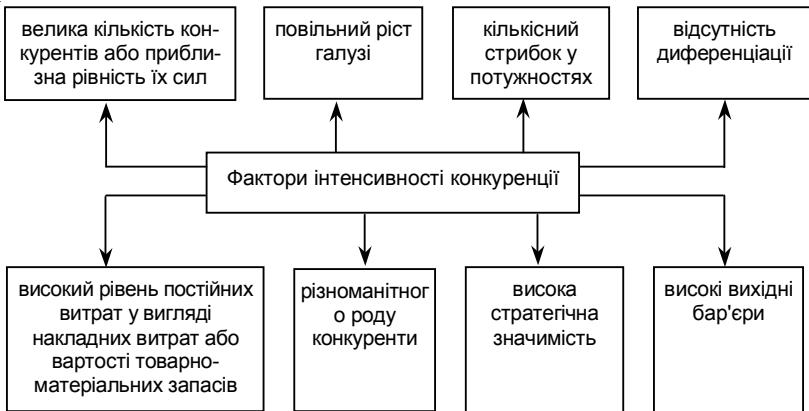 велика кількість кон-
курентів або прибли-
зна рівність їх сил
повільний ріст
галузі
кількісний
стрибок у
потужностях
відсутність
диференціації
Фактори інтенсивності конкуренції
високий рівень постійних
витрат у вигляді
накладних витрат або
вартості товарно-
матеріальних запасів
різноманітног
о роду
конкуренти
висока
стратегічна
значимість
високі вихідні
бар'єри